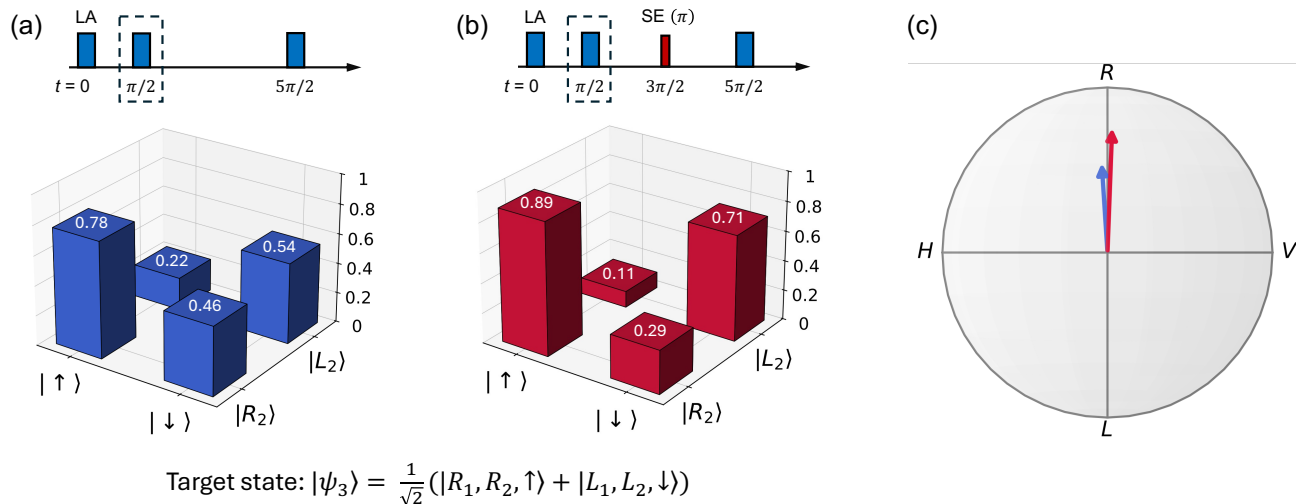 (a)
LA
t = 0
π/2
5π/2
1
0.8
0.6
0.4
0.2
0
0.78
0.22
0.54
0.46
| ↑ ⟩
| ↓ ⟩
|R₂⟩
|L₂⟩
(b)
LA
SE (π)
t = 0
π/2
3π/2
5π/2
1
0.8
0.6
0.4
0.2
0
0.89
0.11
0.71
0.29
| ↑ ⟩
| ↓ ⟩
|R₂⟩
|L₂⟩
(c)
R
H
V
L
Target state: |ψ₃⟩ = 1/√2 (|R₁, R₂, ↑⟩ + |L₁, L₂, ↓⟩)